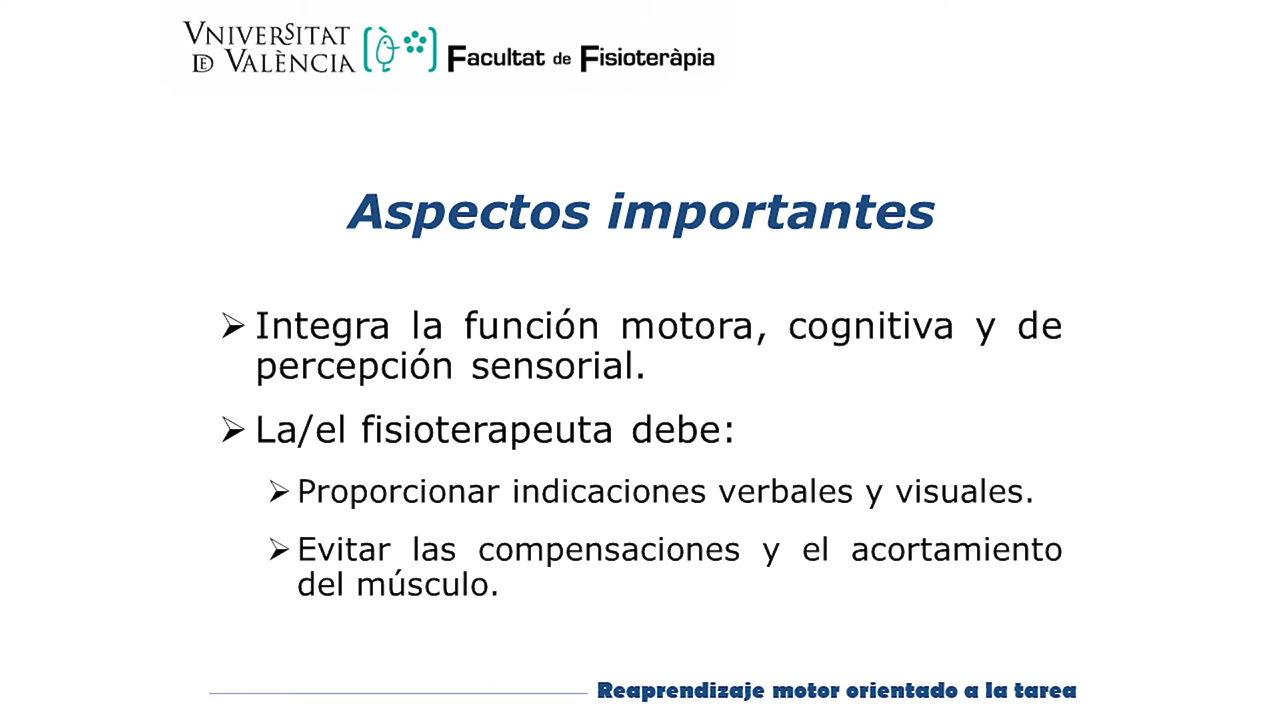 VNIVERSITAT
DE VALÈNCIA
Facultat de Fisioteràpia
Aspectos importantes
Integra la función motora, cognitiva y de
percepción sensorial.
La/el fisioterapeuta debe:
Proporcionar indicaciones verbales y visuales.
Evitar las compensaciones y el acortamiento
del músculo.
Reaprendizaje motor orientado a la tarea